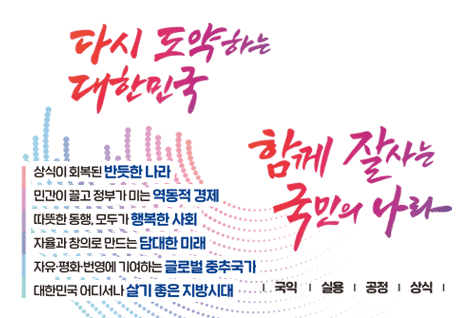 다시 도약하는
대한민국
함께 잘사는
국민의 나라
상식이 회복된 반듯한 나라
민간이 끌고 정부가 미는 역동적 경제
따뜻한 동행, 모두가 행복한 사회
자율과 창의로 만드는 담대한 미래
자유·평화·번영에 기여하는 글로벌 중추국가
대한민국 어디서나 살기 좋은 지방시대
| 국익 | 실용 | 공정 | 상식 |